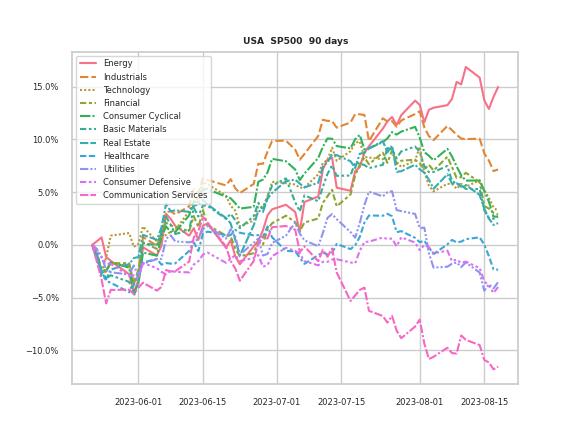 USA SP500 90 days
Energy
Industrials
Technology
Financial
Consumer Cyclical
Basic Materials
Real Estate
Healthcare
Utilities
Consumer Defensive
Communication Services
15.0%
10.0%
5.0%
0.0%
−5.0%
−10.0%
2023-06-01
2023-06-15
2023-07-01
2023-07-15
2023-08-01
2023-08-15